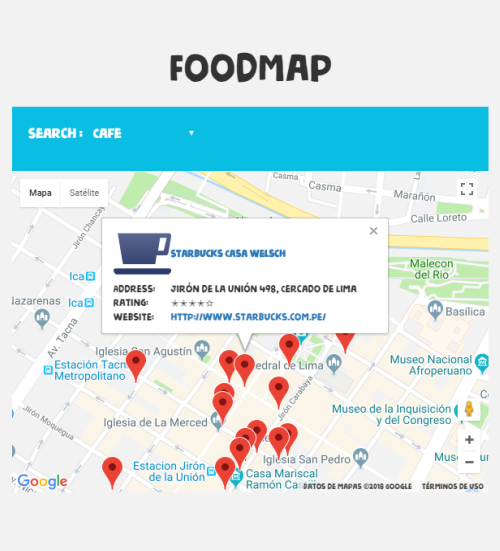 FOODMAP
SEARCH: CAFE
Mapa Satélite
Casma
Casma
Marañón
Calle Loreto
Jirón Chancay
STARBUCKS CASA WELSCH
ADDRESS: JIRÓN DE LA UNIÓN 498, CERCADO DE LIMA
RATING: ★★★★☆
WEBSITE: HTTP://WWW.STARBUCKS.COM.PE/
Malecon
del Rio
Ica
Ica
Nazarenas
Basílica
Av. Tacna
Iglesia San Agustín
Estación Tacna
Metropolitano
edral de Lima
Museo Nacional
Afroperuano
Jirón Carabaya
Museo de la Inquisición
y del Congreso
Jirón Moquegua
Iglesia de La Merced
Iglesia San Pedro
Museo
Estacion Jirón
de la Unión
Casa Mariscal
Ramón Castilla
Google
DATOS DE MAPAS ©2018 GOOGLE TÉRMINOS DE USO